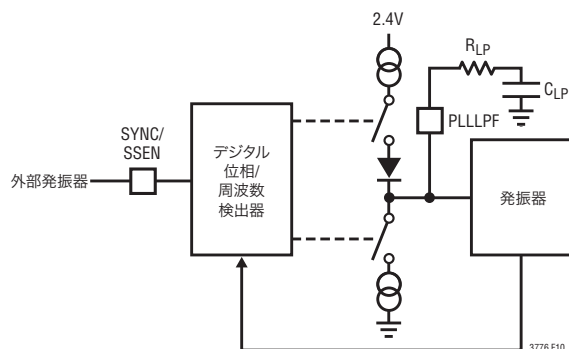 2.4V
RLP
CLP
PLLLPF
SYNC/
SSEN
外部発振器
デジタル
位相/
周波数
検出器
発振器
3776 F10